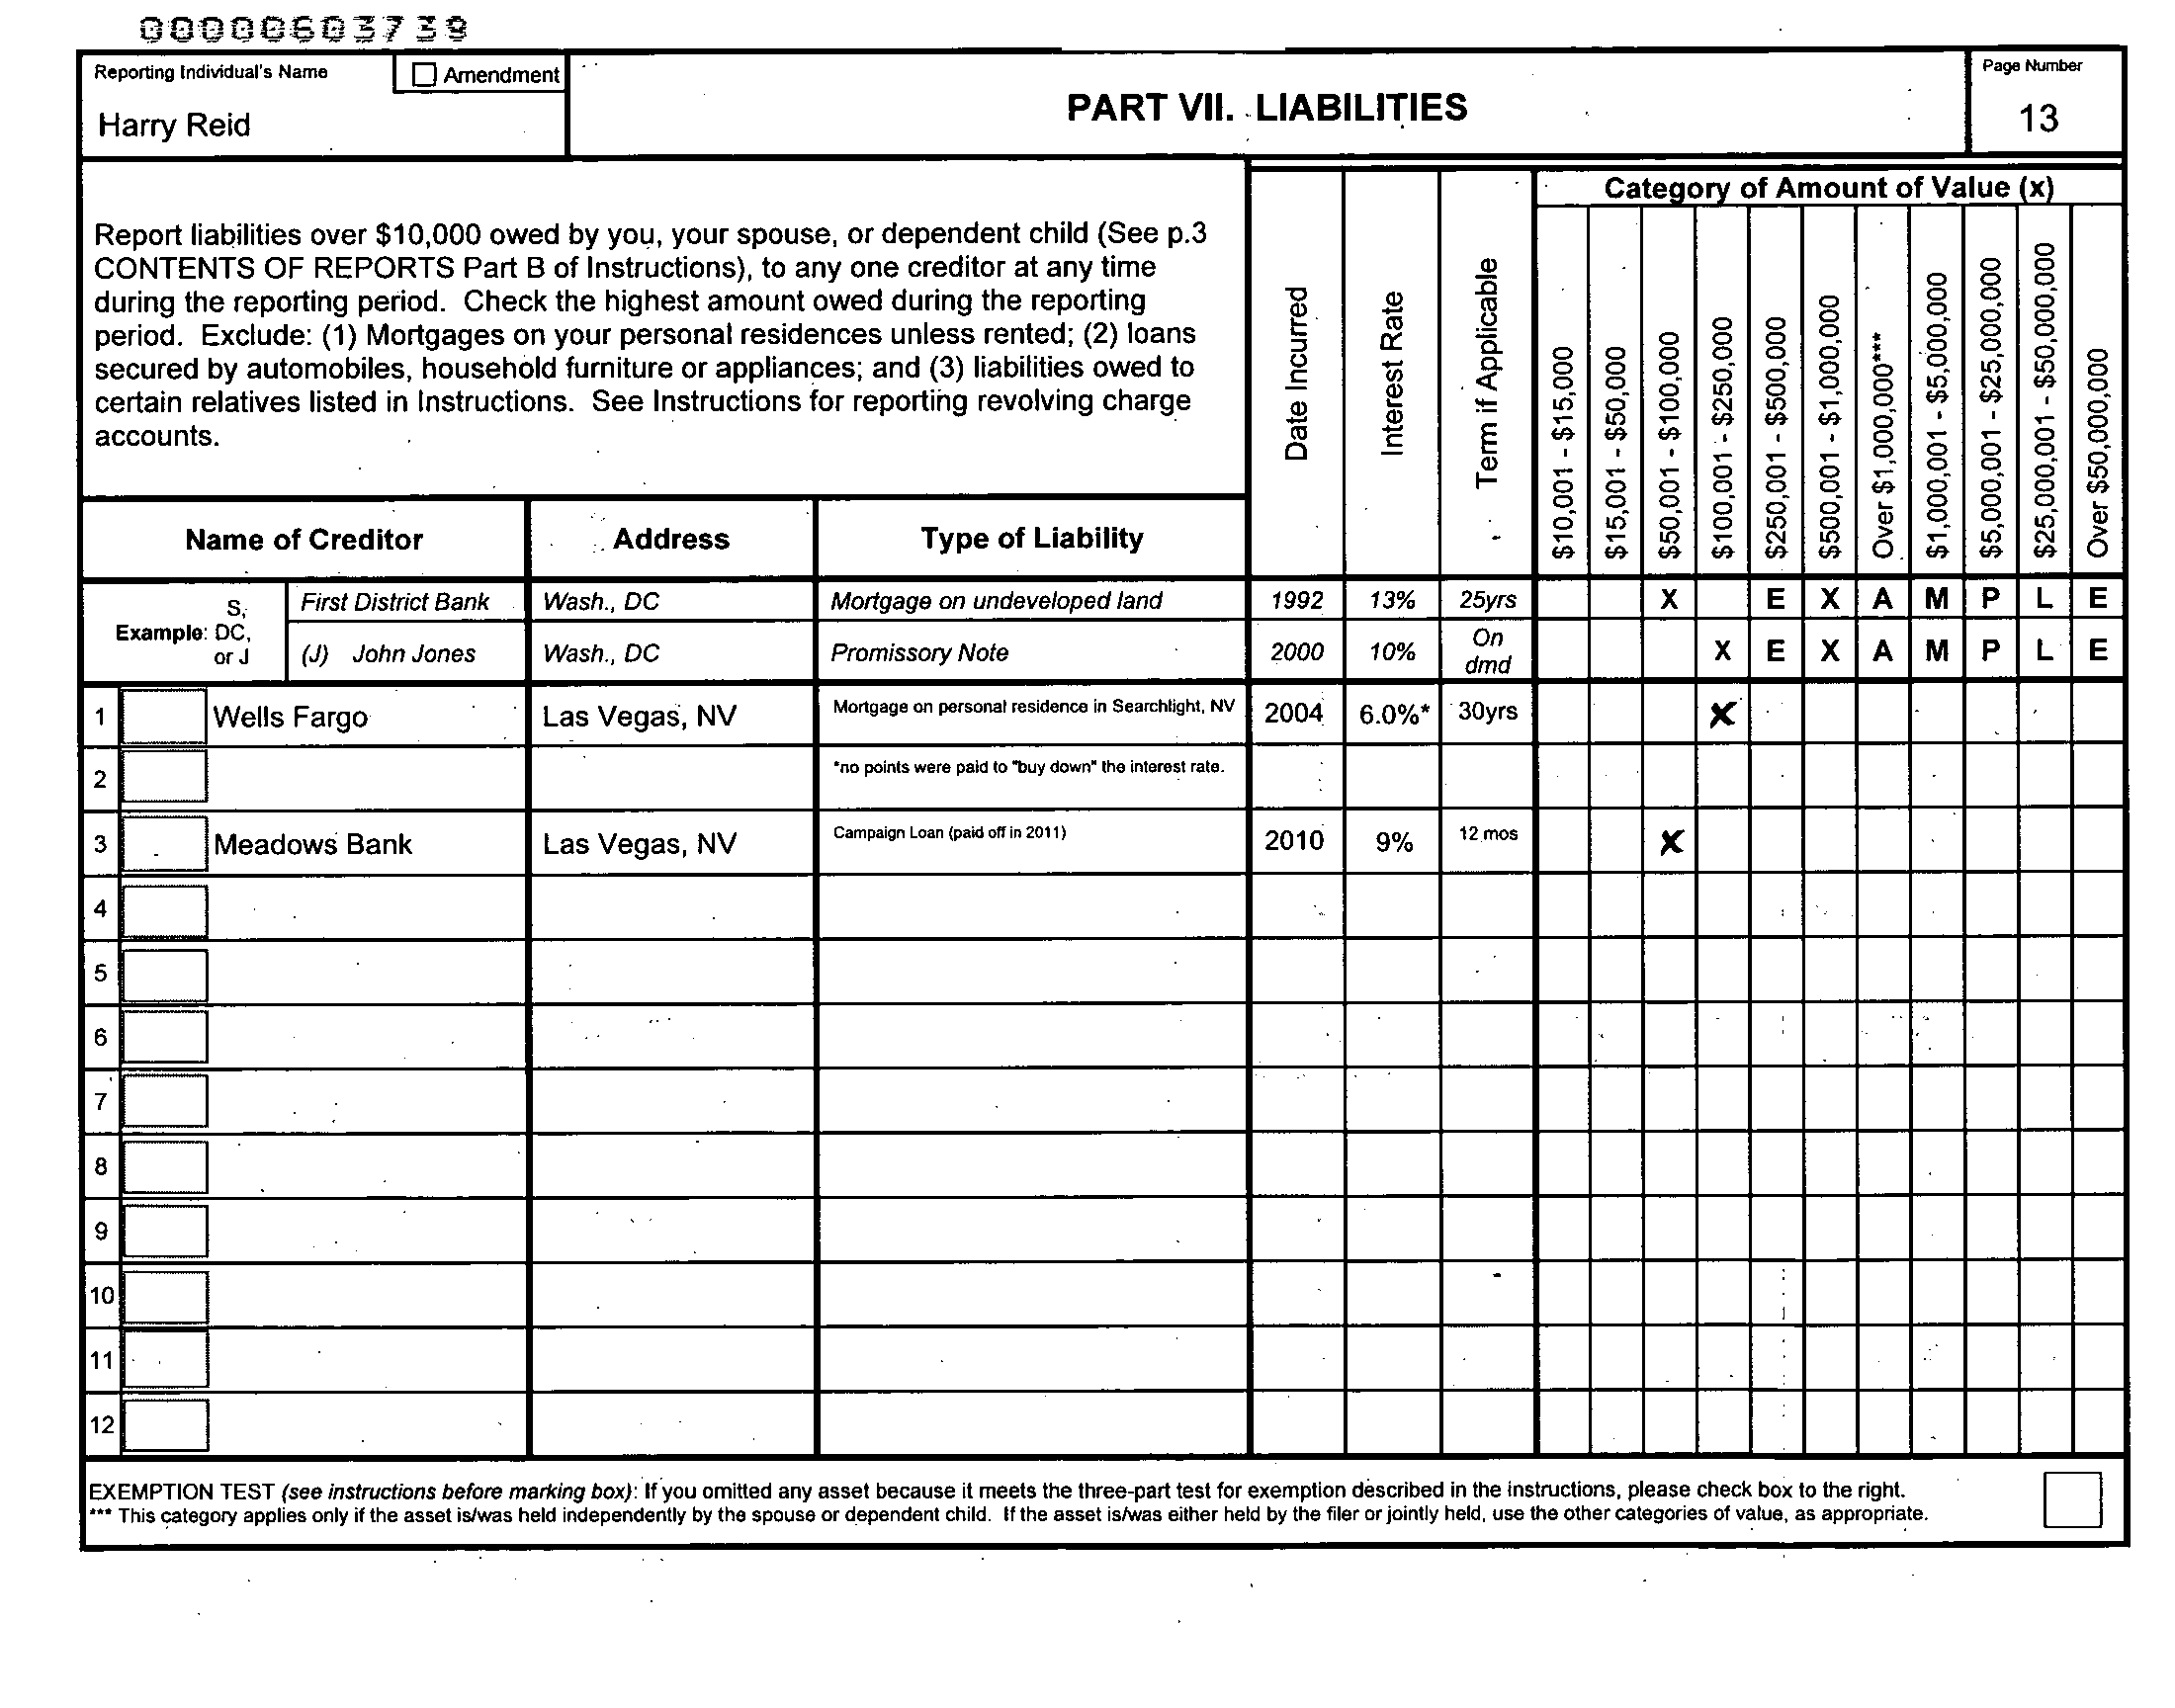 00000603739
Reporting Individual's Name
☐ Amendment
Harry Reid
PART VII. LIABILITIES
Page Number
13
Report liabilities over $10,000 owed by you, your spouse, or dependent child (See p.3
CONTENTS OF REPORTS Part B of Instructions), to any one creditor at any time
during the reporting period. Check the highest amount owed during the reporting
period. Exclude: (1) Mortgages on your personal residences unless rented; (2) loans
secured by automobiles, household furniture or appliances; and (3) liabilities owed to
certain relatives listed in Instructions. See Instructions for reporting revolving charge
accounts.
Date Incurred
Interest Rate
Term if Applicable
Category of Amount of Value (x)
$10,001 - $15,000
$15,001 - $50,000
$50,001 - $100,000
$100,001 - $250,000
$250,001 - $500,000
$500,001 - $1,000,000
Over $1,000,000***
$1,000,001 - $5,000,000
$5,000,001 - $25,000,000
$25,000,001 - $50,000,000
Over $50,000,000
Name of Creditor Address Type of Liability
Example: S, DC, or J
First District Bank Wash., DC Mortgage on undeveloped land 1992 13% 25yrs X E X A M P L E
(J) John Jones Wash., DC Promissory Note 2000 10% On dmd X E X A M P L E
1 Wells Fargo Las Vegas, NV Mortgage on personal residence in Searchlight, NV 2004 6.0%* 30yrs X
2 *no points were paid to "buy down" the interest rate.
3 Meadows Bank Las Vegas, NV Campaign Loan (paid off in 2011) 2010 9% 12 mos X
4
5
6
7
8
9
10
11
12
EXEMPTION TEST (see instructions before marking box): If you omitted any asset because it meets the three-part test for exemption described in the instructions, please check box to the right.
*** This category applies only if the asset is/was held independently by the spouse or dependent child. If the asset is/was either held by the filer or jointly held, use the other categories of value, as appropriate.